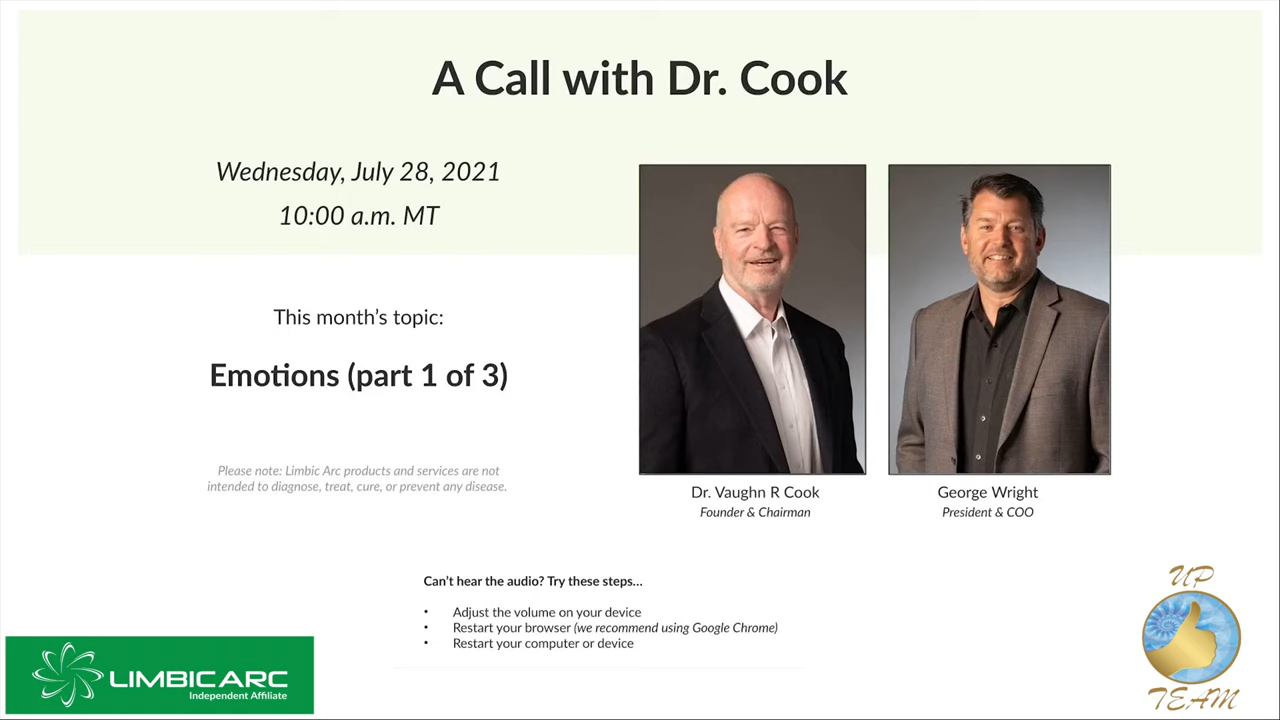 A Call with Dr. Cook
Wednesday, July 28, 2021
10:00 a.m. MT
This month's topic:
Emotions (part 1 of 3)
Please note: Limbic Arc products and services are not
intended to diagnose, treat, cure, or prevent any disease.
Dr. Vaughn R Cook
Founder & Chairman
George Wright
President & COO
Can't hear the audio? Try these steps...
• Adjust the volume on your device
• Restart your browser (we recommend using Google Chrome)
• Restart your computer or device
LIMBIC ARC
Independent Affiliate
UP
TEAM